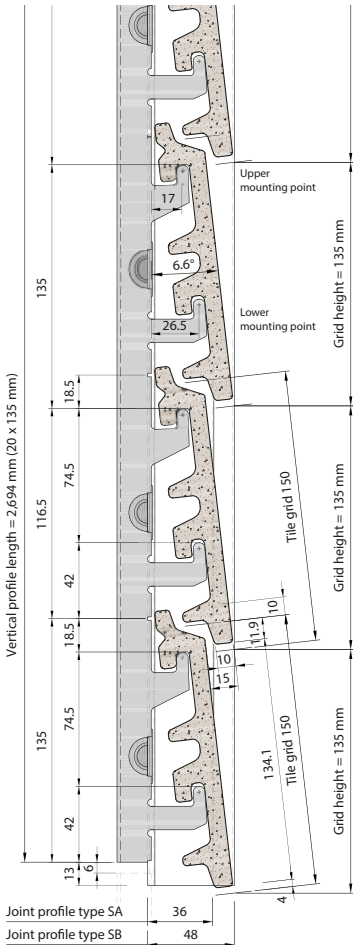 Upper
mounting point
17
6.6°
135
Grid height = 135 mm
26.5
Lower
mounting point
18.5
Vertical profile length = 2,694 mm (20 x 135 mm)
116.5
74.5
Tile grid 150
Grid height = 135 mm
42
10
18.5
11.9
10
15
135
74.5
134.1
Tile grid 150
Grid height = 135 mm
42
13
6
4
Joint profile type SA
36
Joint profile type SB
48